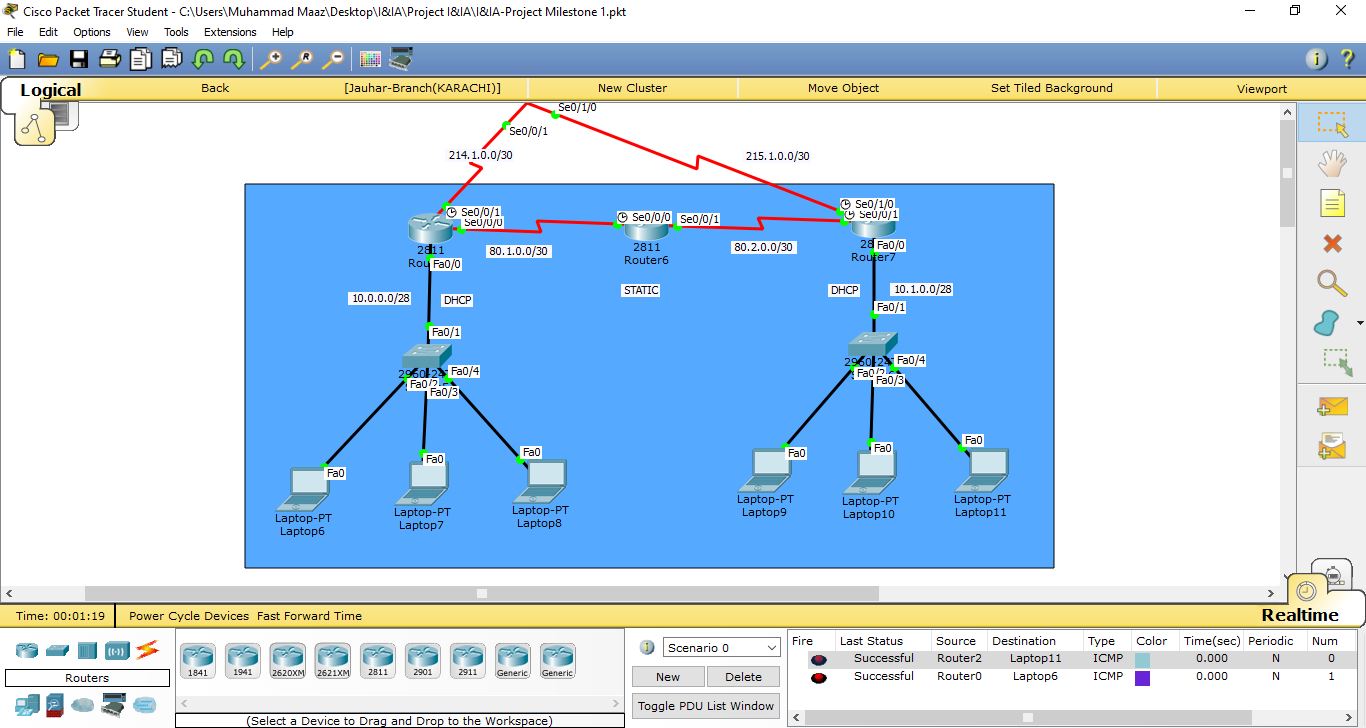 Cisco Packet Tracer Student - C:\Users\Muhammad Maaz\Desktop\I&IA\Project I&IA\I&IA-Project Milestone 1.pkt
File Edit Options View Tools Extensions Help
Logical Back [Jauhar-Branch(KARACHI)] New Cluster Move Object Set Tiled Background Viewport
Se0/1/0
Se0/0/1
214.1.0.0/30 215.1.0.0/30
Se0/0/1 Se0/0/0 Se0/1/0
Se0/0/0 Se0/0/1 Se0/0/1
2811 80.1.0.0/30 2811 80.2.0.0/30 Fa0/0
Fa0/0 Router6 Router7
10.0.0.0/28 DHCP STATIC DHCP 10.1.0.0/28
Fa0/1 Fa0/1
Fa0/2 Fa0/4 Fa0/2 Fa0/4
Fa0/3 Fa0/3
Fa0 Fa0 Fa0 Fa0 Fa0 Fa0
Laptop-PT Laptop-PT Laptop-PT Laptop-PT Laptop-PT Laptop-PT
Laptop6 Laptop7 Laptop8 Laptop9 Laptop10 Laptop11
Time: 00:01:19 Power Cycle Devices Fast Forward Time Realtime
Routers
1841 1941 2620XM 2621XM 2811 2901 2911 Generic Generic
(Select a Device to Drag and Drop to the Workspace)
Scenario 0
New Delete
Toggle PDU List Window
Fire Last Status Source Destination Type Color Time(sec) Periodic Num
Successful Router2 Laptop11 ICMP 0.000 N 0
Successful Router0 Laptop6 ICMP 0.000 N 1